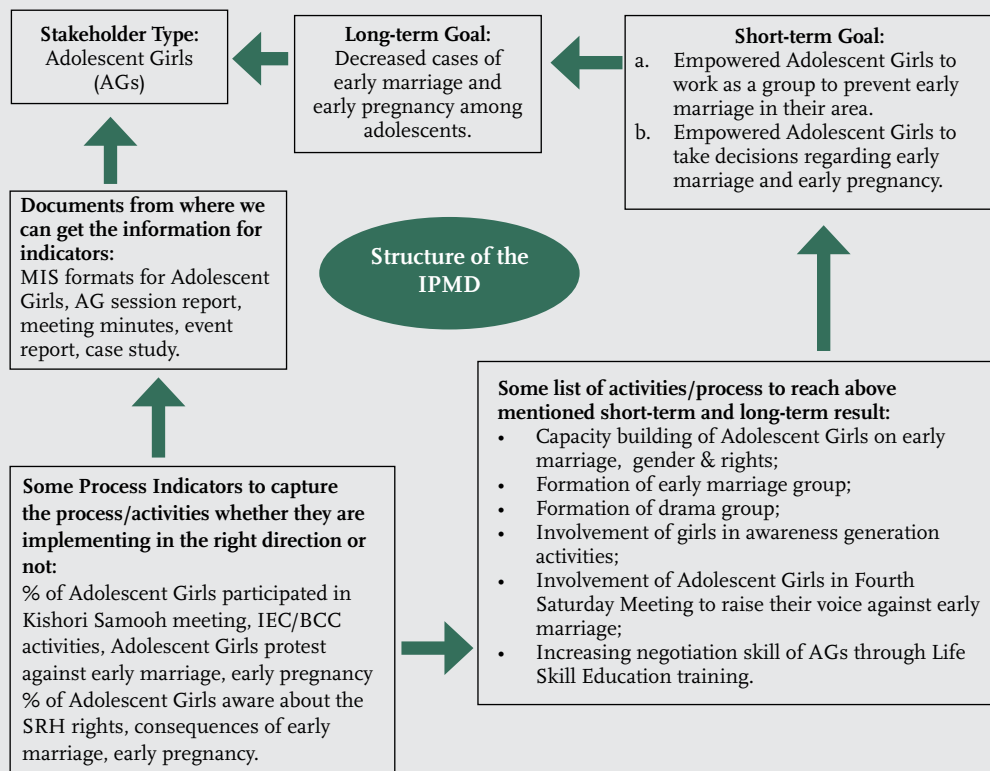 Stakeholder Type:
Adolescent Girls
(AGs)
Long-term Goal:
Decreased cases of
early marriage and
early pregnancy among
adolescents.
Short-term Goal:
a. Empowered Adolescent Girls to
work as a group to prevent early
marriage in their area.
b. Empowered Adolescent Girls to
take decisions regarding early
marriage and early pregnancy.
Documents from where we
can get the information for
indicators:
MIS formats for Adolescent
Girls, AG session report,
meeting minutes, event
report, case study.
Structure of the
IPMD
Some list of activities/process to reach above
mentioned short-term and long-term result:
• Capacity building of Adolescent Girls on early
marriage, gender & rights;
• Formation of early marriage group;
• Formation of drama group;
• Involvement of girls in awareness generation
activities;
• Involvement of Adolescent Girls in Fourth
Saturday Meeting to raise their voice against early
marriage;
• Increasing negotiation skill of AGs through Life
Skill Education training.
Some Process Indicators to capture
the process/activities whether they are
implementing in the right direction or
not:
% of Adolescent Girls participated in
Kishori Samooh meeting, IEC/BCC
activities, Adolescent Girls protest
against early marriage, early pregnancy
% of Adolescent Girls aware about the
SRH rights, consequences of early
marriage, early pregnancy.